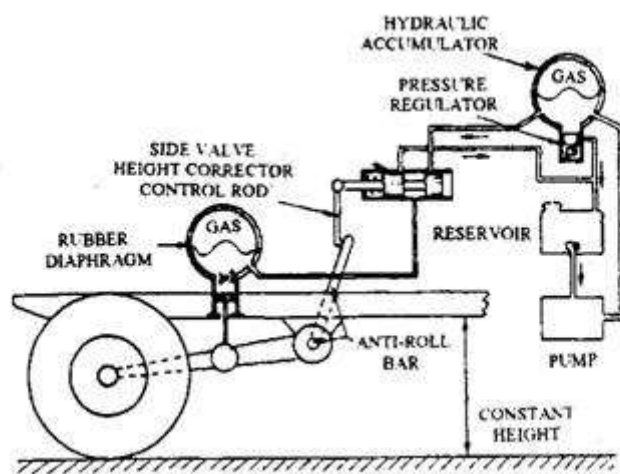 HYDRAULIC
ACCUMULATOR
GAS
PRESSURE
REGULATOR
SIDE VALVE
HEIGHT CORRECTOR
CONTROL ROD
GAS
RUBBER
DIAPHRAGM
RESERVOIR
ANTI-ROLL
BAR
PUMP
CONSTANT
HEIGHT